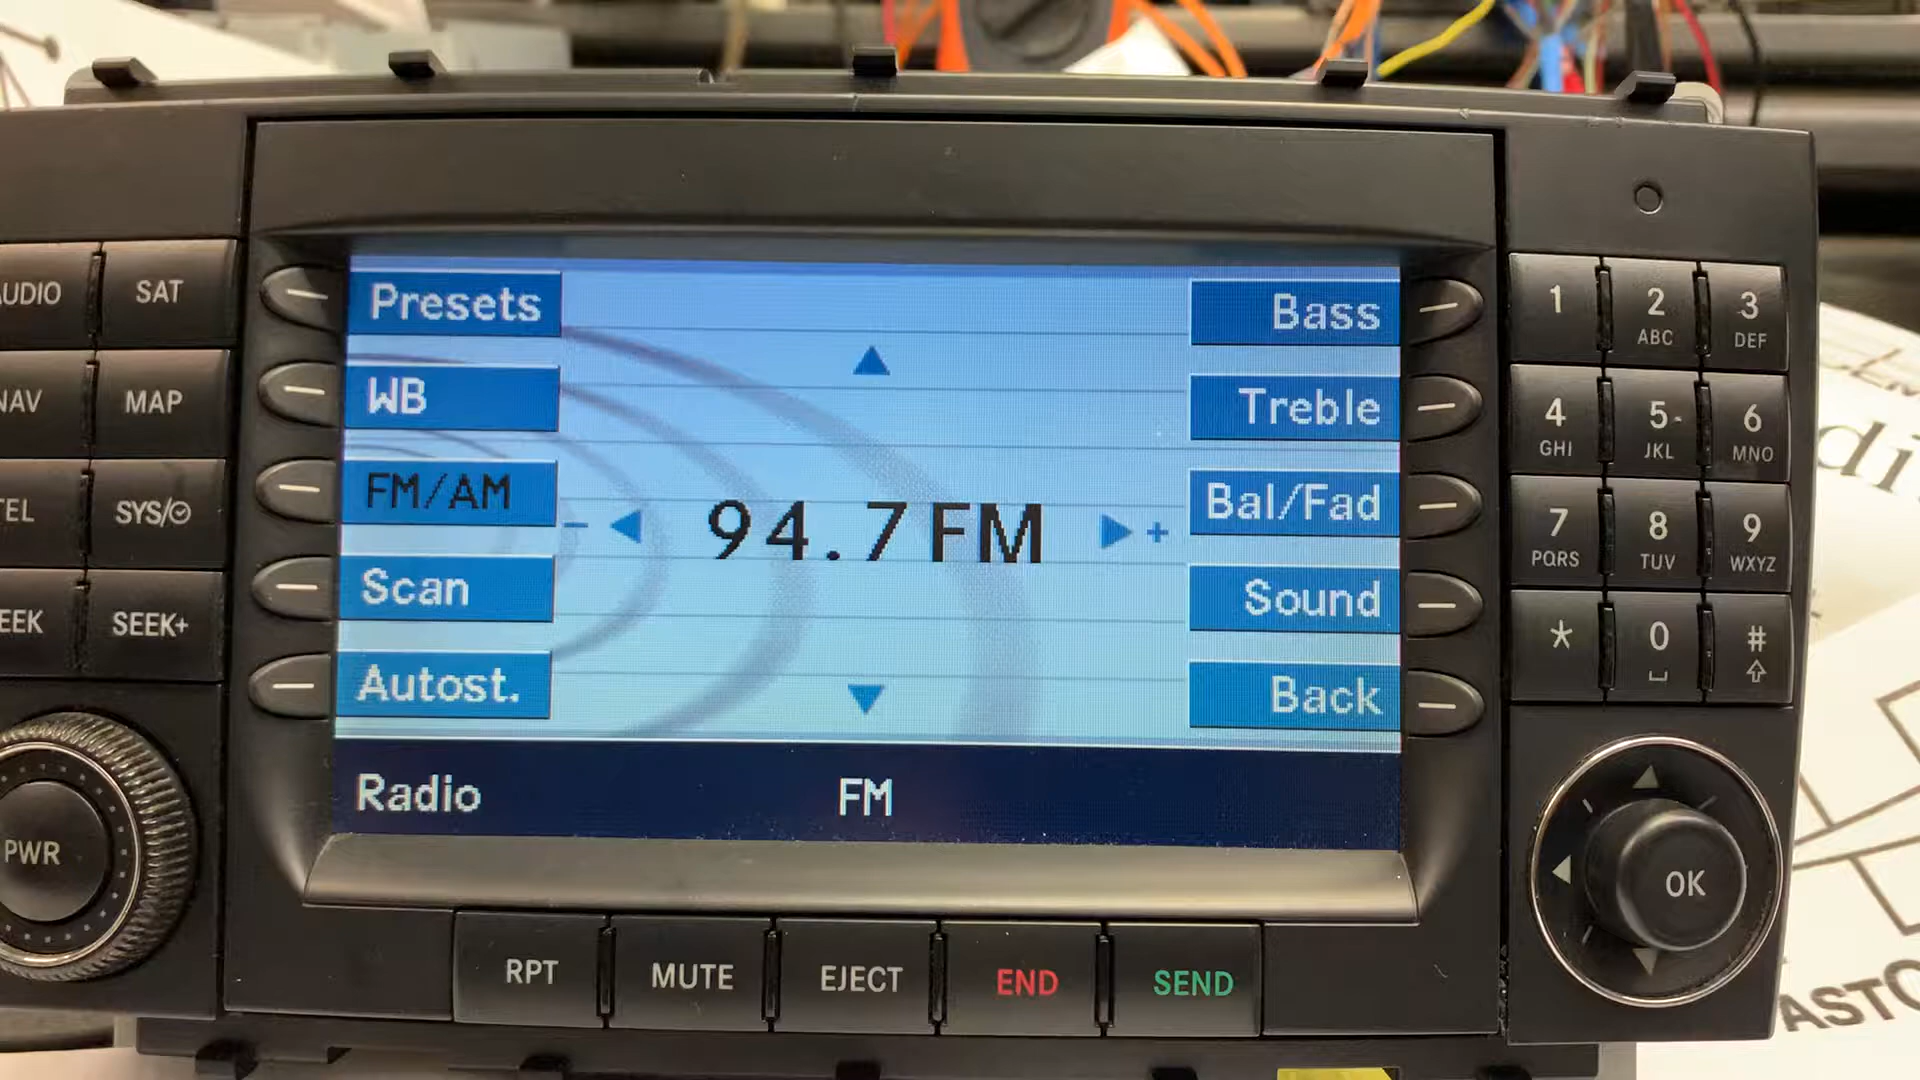 AUDIO SAT
NAV MAP
TEL SYS/
SEEK SEEK+
PWR
Presets
WB
FM/AM
Scan
Autost.
94.7 FM
- +
Bass
Treble
Bal/Fad
Sound
Back
Radio FM
RPT MUTE EJECT END SEND
1 2 ABC 3 DEF
4 GHI 5 JKL 6 MNO
7 PQRS 8 TUV 9 WXYZ
* 0 #
OK